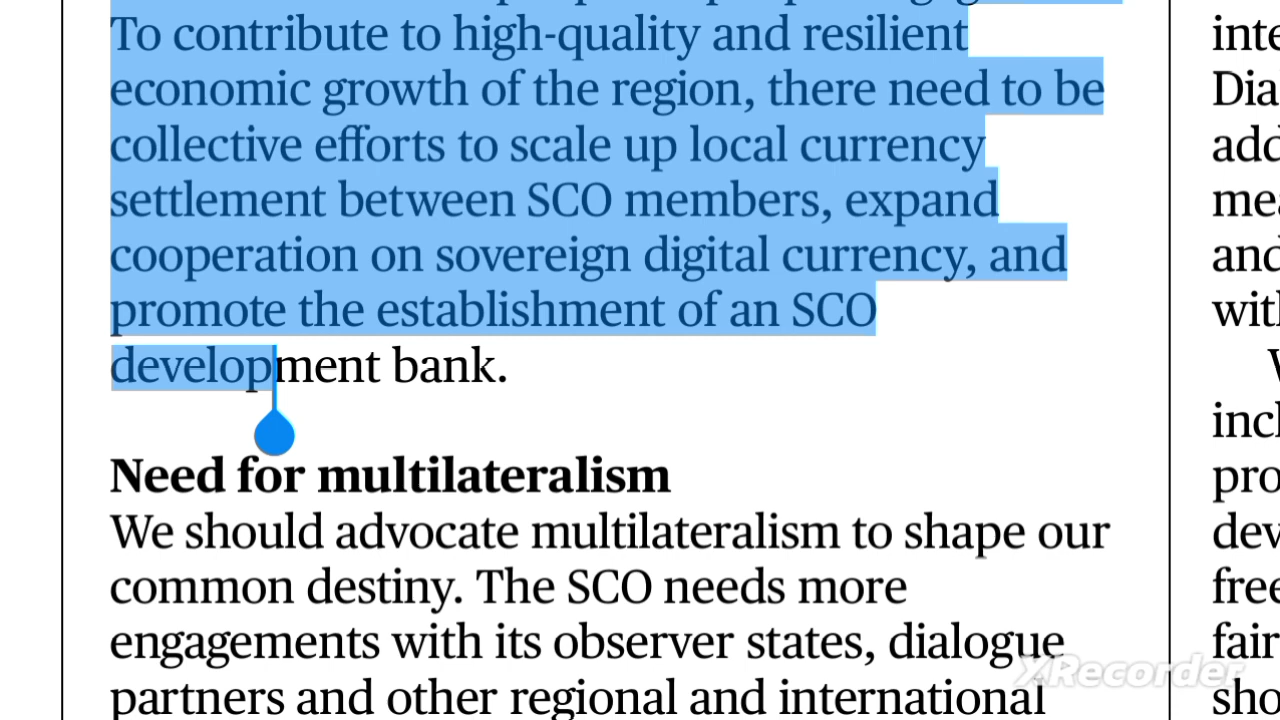 To contribute to high-quality and resilient
economic growth of the region, there need to be
collective efforts to scale up local currency
settlement between SCO members, expand
cooperation on sovereign digital currency, and
promote the establishment of an SCO
development bank.
Need for multilateralism
We should advocate multilateralism to shape our
common destiny. The SCO needs more
engagements with its observer states, dialogue
partners and other regional and international
XRecorder